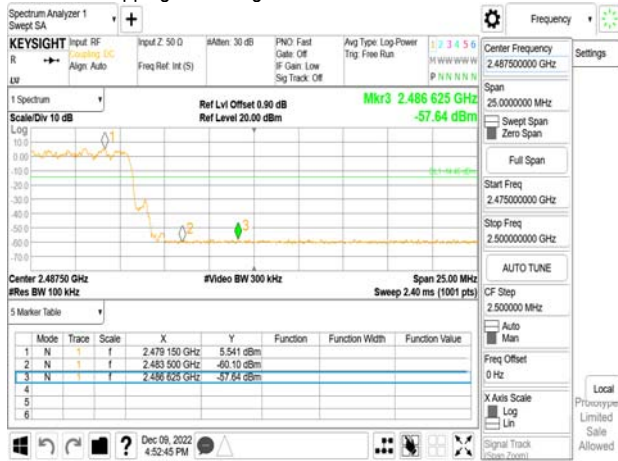 Spectrum Analyzer 1
Swept SA
+
Frequency
KEYSIGHT
R
LVI
Input: RF
Coupling: DC
Align: Auto
Input Z: 50 Ω
Freq Ref: Int (S)
#Atten: 30 dB
PNO: Fast
Gate: Off
IF Gain: Low
Sig Track: Off
Avg Type: Log-Power
Trig: Free Run
1 2 3 4 5 6
M W W W W W
P N N N N N
Center Frequency
2.487500000 GHz
Settings
Span
25.0000000 MHz
Swept Span
Zero Span
Full Span
Start Freq
2.475000000 GHz
Stop Freq
2.500000000 GHz
AUTO TUNE
CF Step
2.500000 MHz
Auto
Man
Freq Offset
0 Hz
X Axis Scale
Log
Lin
Signal Track
(Span Zoom)
Local
Prototype
Limited
Sale
Allowed
1 Spectrum
Scale/Div 10 dB
Ref Lvl Offset 0.90 dB
Ref Level 20.00 dBm
Mkr3 2.486 625 GHz
-57.64 dBm
Log
10.0
0.00
-10.0
-20.0
-30.0
-40.0
-50.0
-60.0
-70.0
1
2
3
Center 2.48750 GHz
#Res BW 100 kHz
#Video BW 300 kHz
Span 25.00 MHz
Sweep 2.40 ms (1001 pts)
5 Marker Table
Mode Trace Scale X Y Function Function Width Function Value
1 N 1 f 2.479 150 GHz 5.541 dBm
2 N 1 f 2.483 500 GHz -60.10 dBm
3 N 1 f 2.486 625 GHz -57.64 dBm
4
5
6
?
Dec 09, 2022
4:52:45 PM